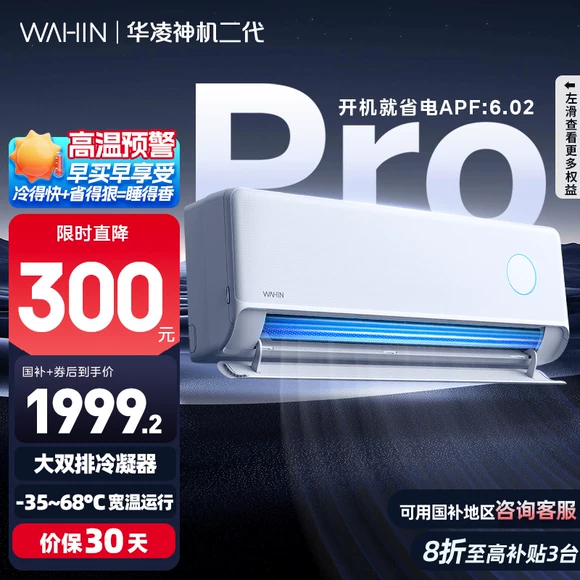 WAHIN | 华凌神机二代
开机就省电APF:6.02
Pro
左滑查看更多权益
高温预警
早买早享受
冷得快+省得狠=睡得香
限时直降
300元
国补+券后到手价
1999.2
大双排冷凝器
-35~68°C 宽温运行
价保30天
WAHIN
可用国补地区咨询客服
8折至高补贴3台